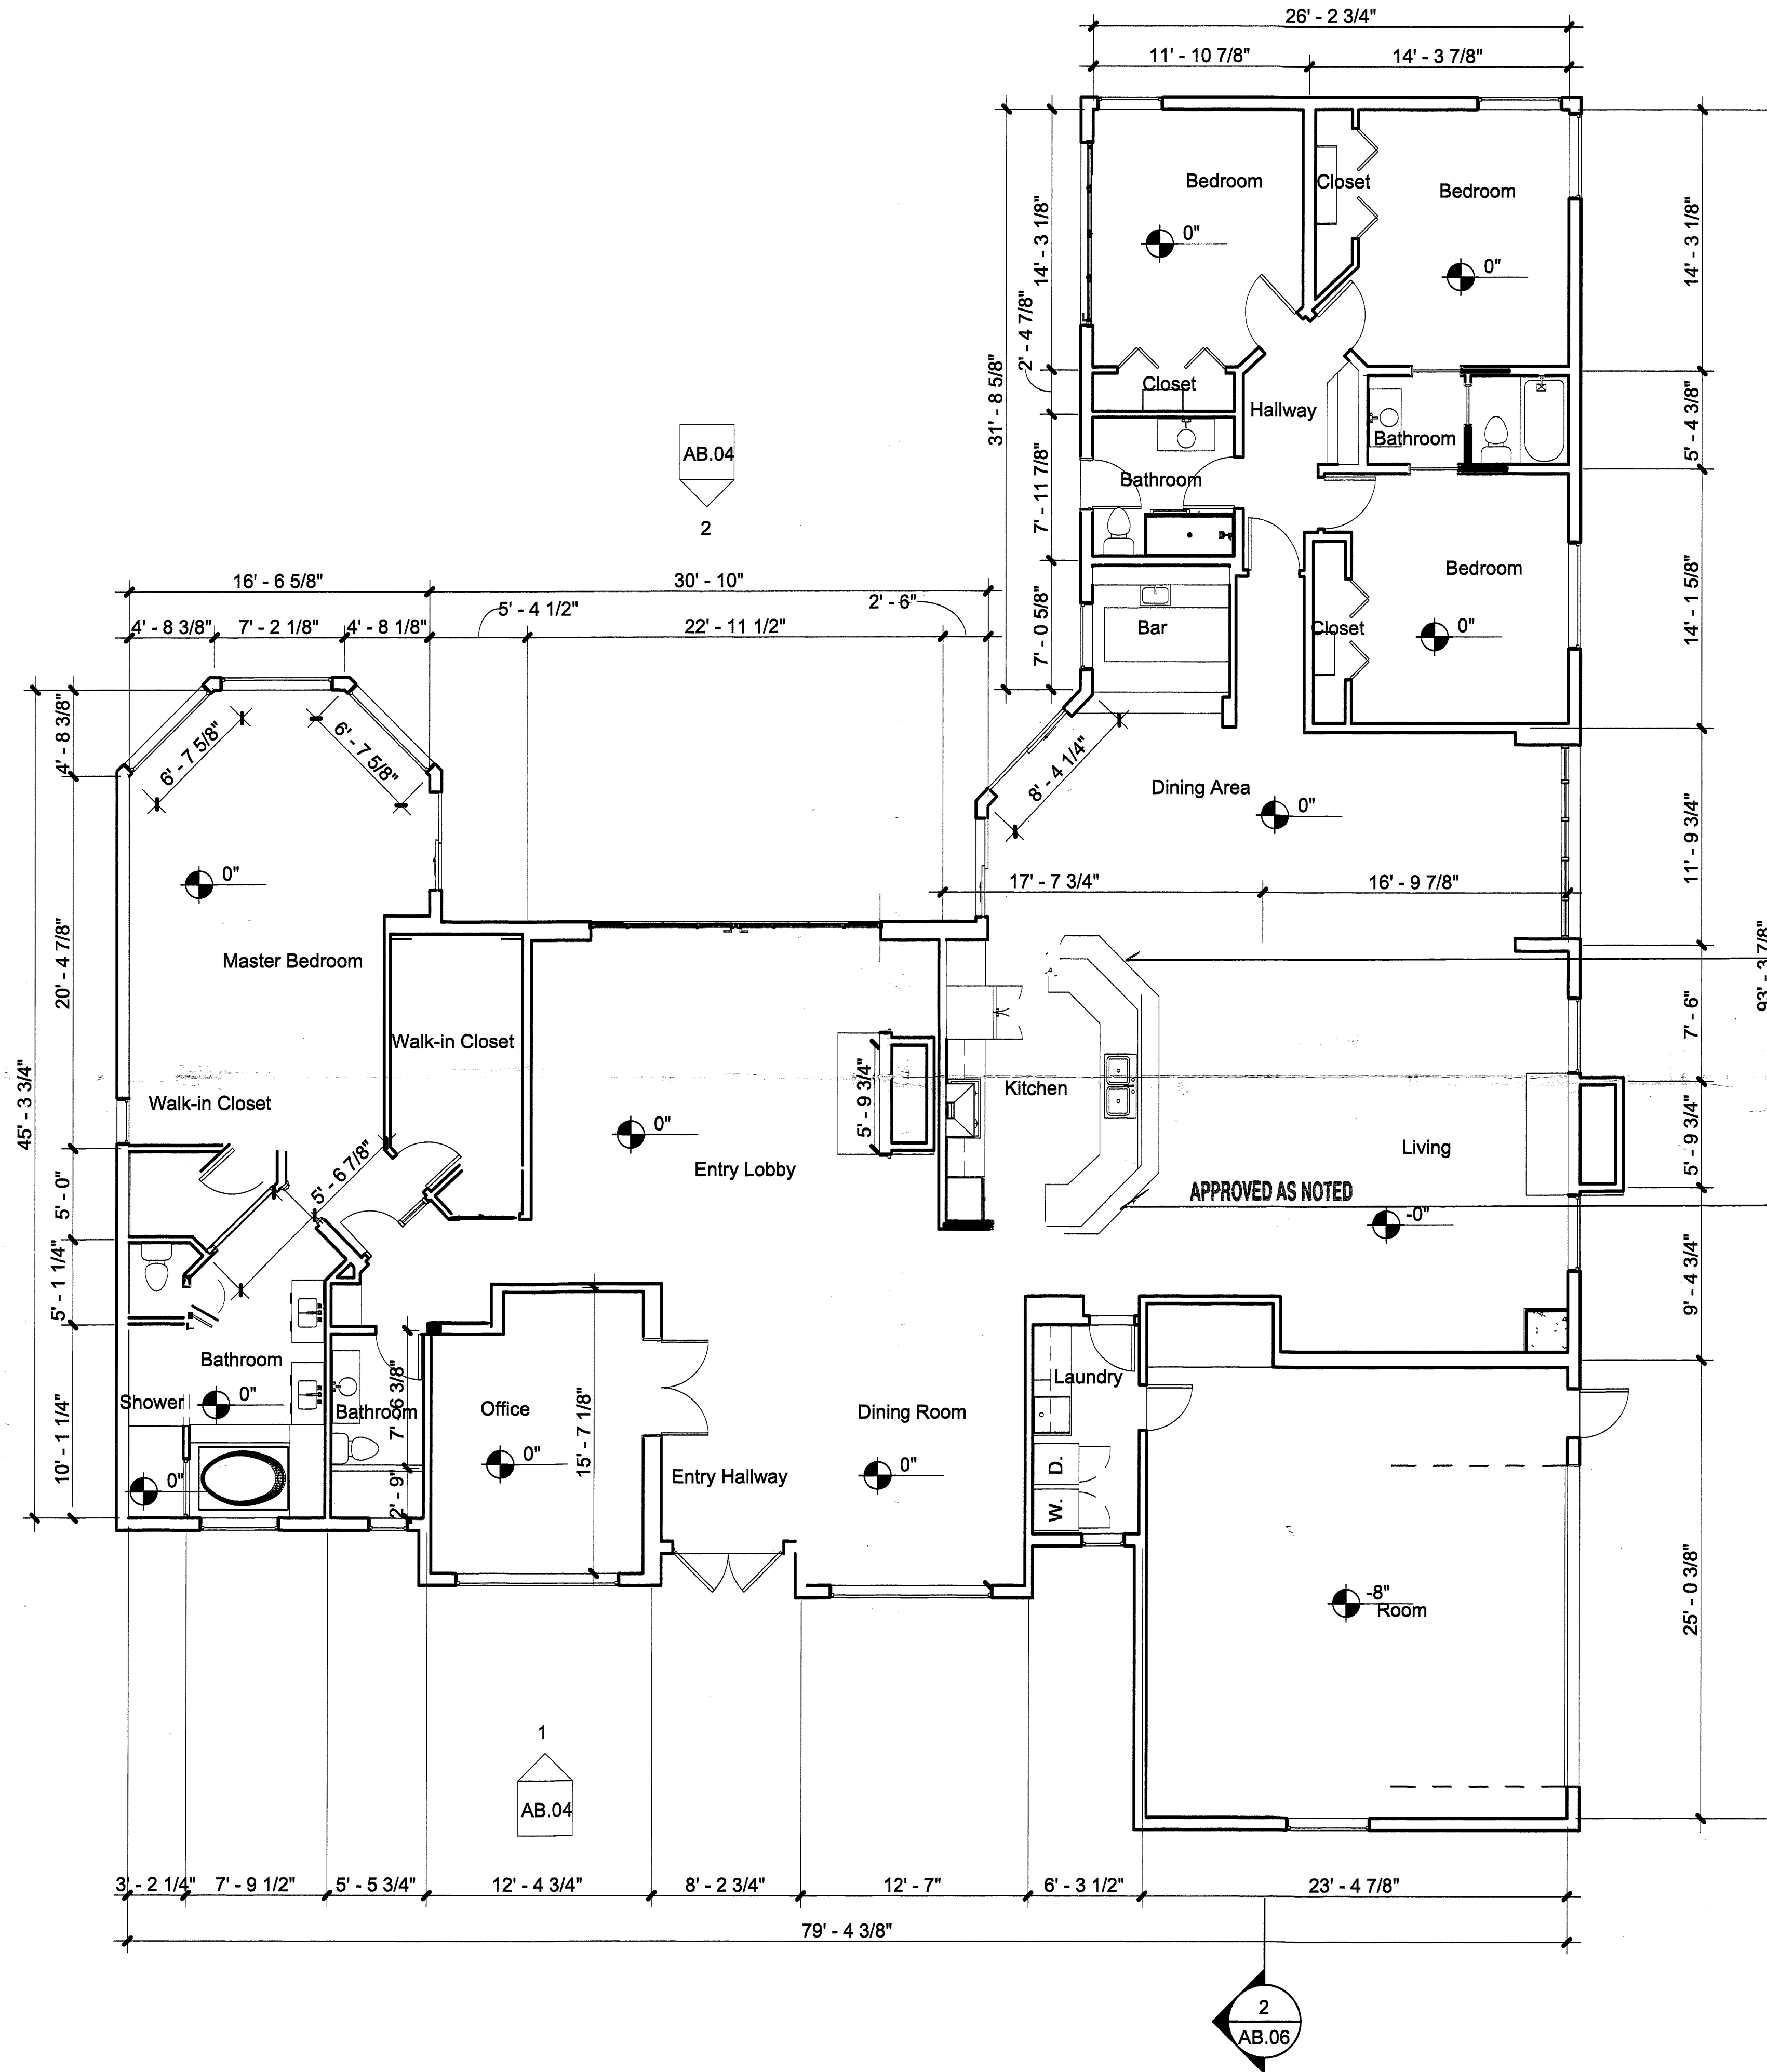 26' - 2 3/4"
11' - 10 7/8"
14' - 3 7/8"
Bedroom
Closet
Bedroom
0"
0"
14' - 3 1/8"
14' - 3 1/8"
2' - 4 7/8"
31' - 8 5/8"
Closet
Hallway
Bathroom
5' - 4 3/8"
AB.04
2
Bathroom
7' - 11 7/8"
Bedroom
0"
Closet
14' - 1 5/8"
Bar
7' - 0 5/8"
16' - 6 5/8"
30' - 10"
5' - 4 1/2"
2' - 6"
4' - 8 3/8"
7' - 2 1/8"
4' - 8 1/8"
22' - 11 1/2"
4' - 8 3/8"
6' - 7 5/8"
6' - 7 5/8"
8' - 4 1/4"
Dining Area
0"
11' - 9 3/4"
0"
17' - 7 3/4"
16' - 9 7/8"
Master Bedroom
20' - 4 7/8"
93' - 3 7/8"
7' - 6"
Walk-in Closet
Walk-in Closet
45' - 3 3/4"
5' - 9 3/4"
Kitchen
0"
Entry Lobby
Living
5' - 9 3/4"
5' - 6 7/8"
5' - 0"
APPROVED AS NOTED
-0"
5' - 1 1/4"
9' - 4 3/4"
Bathroom
Shower
0"
Bathroom
7' - 6 3/8"
Office
15' - 7 1/8"
Dining Room
Laundry
10' - 1 1/4"
0"
0"
2' - 9"
Entry Hallway
0"
D.
W.
-8"
Room
25' - 0 3/8"
1
AB.04
3' - 2 1/4"
7' - 9 1/2"
5' - 5 3/4"
12' - 4 3/4"
8' - 2 3/4"
12' - 7"
6' - 3 1/2"
23' - 4 7/8"
79' - 4 3/8"
2
AB.06